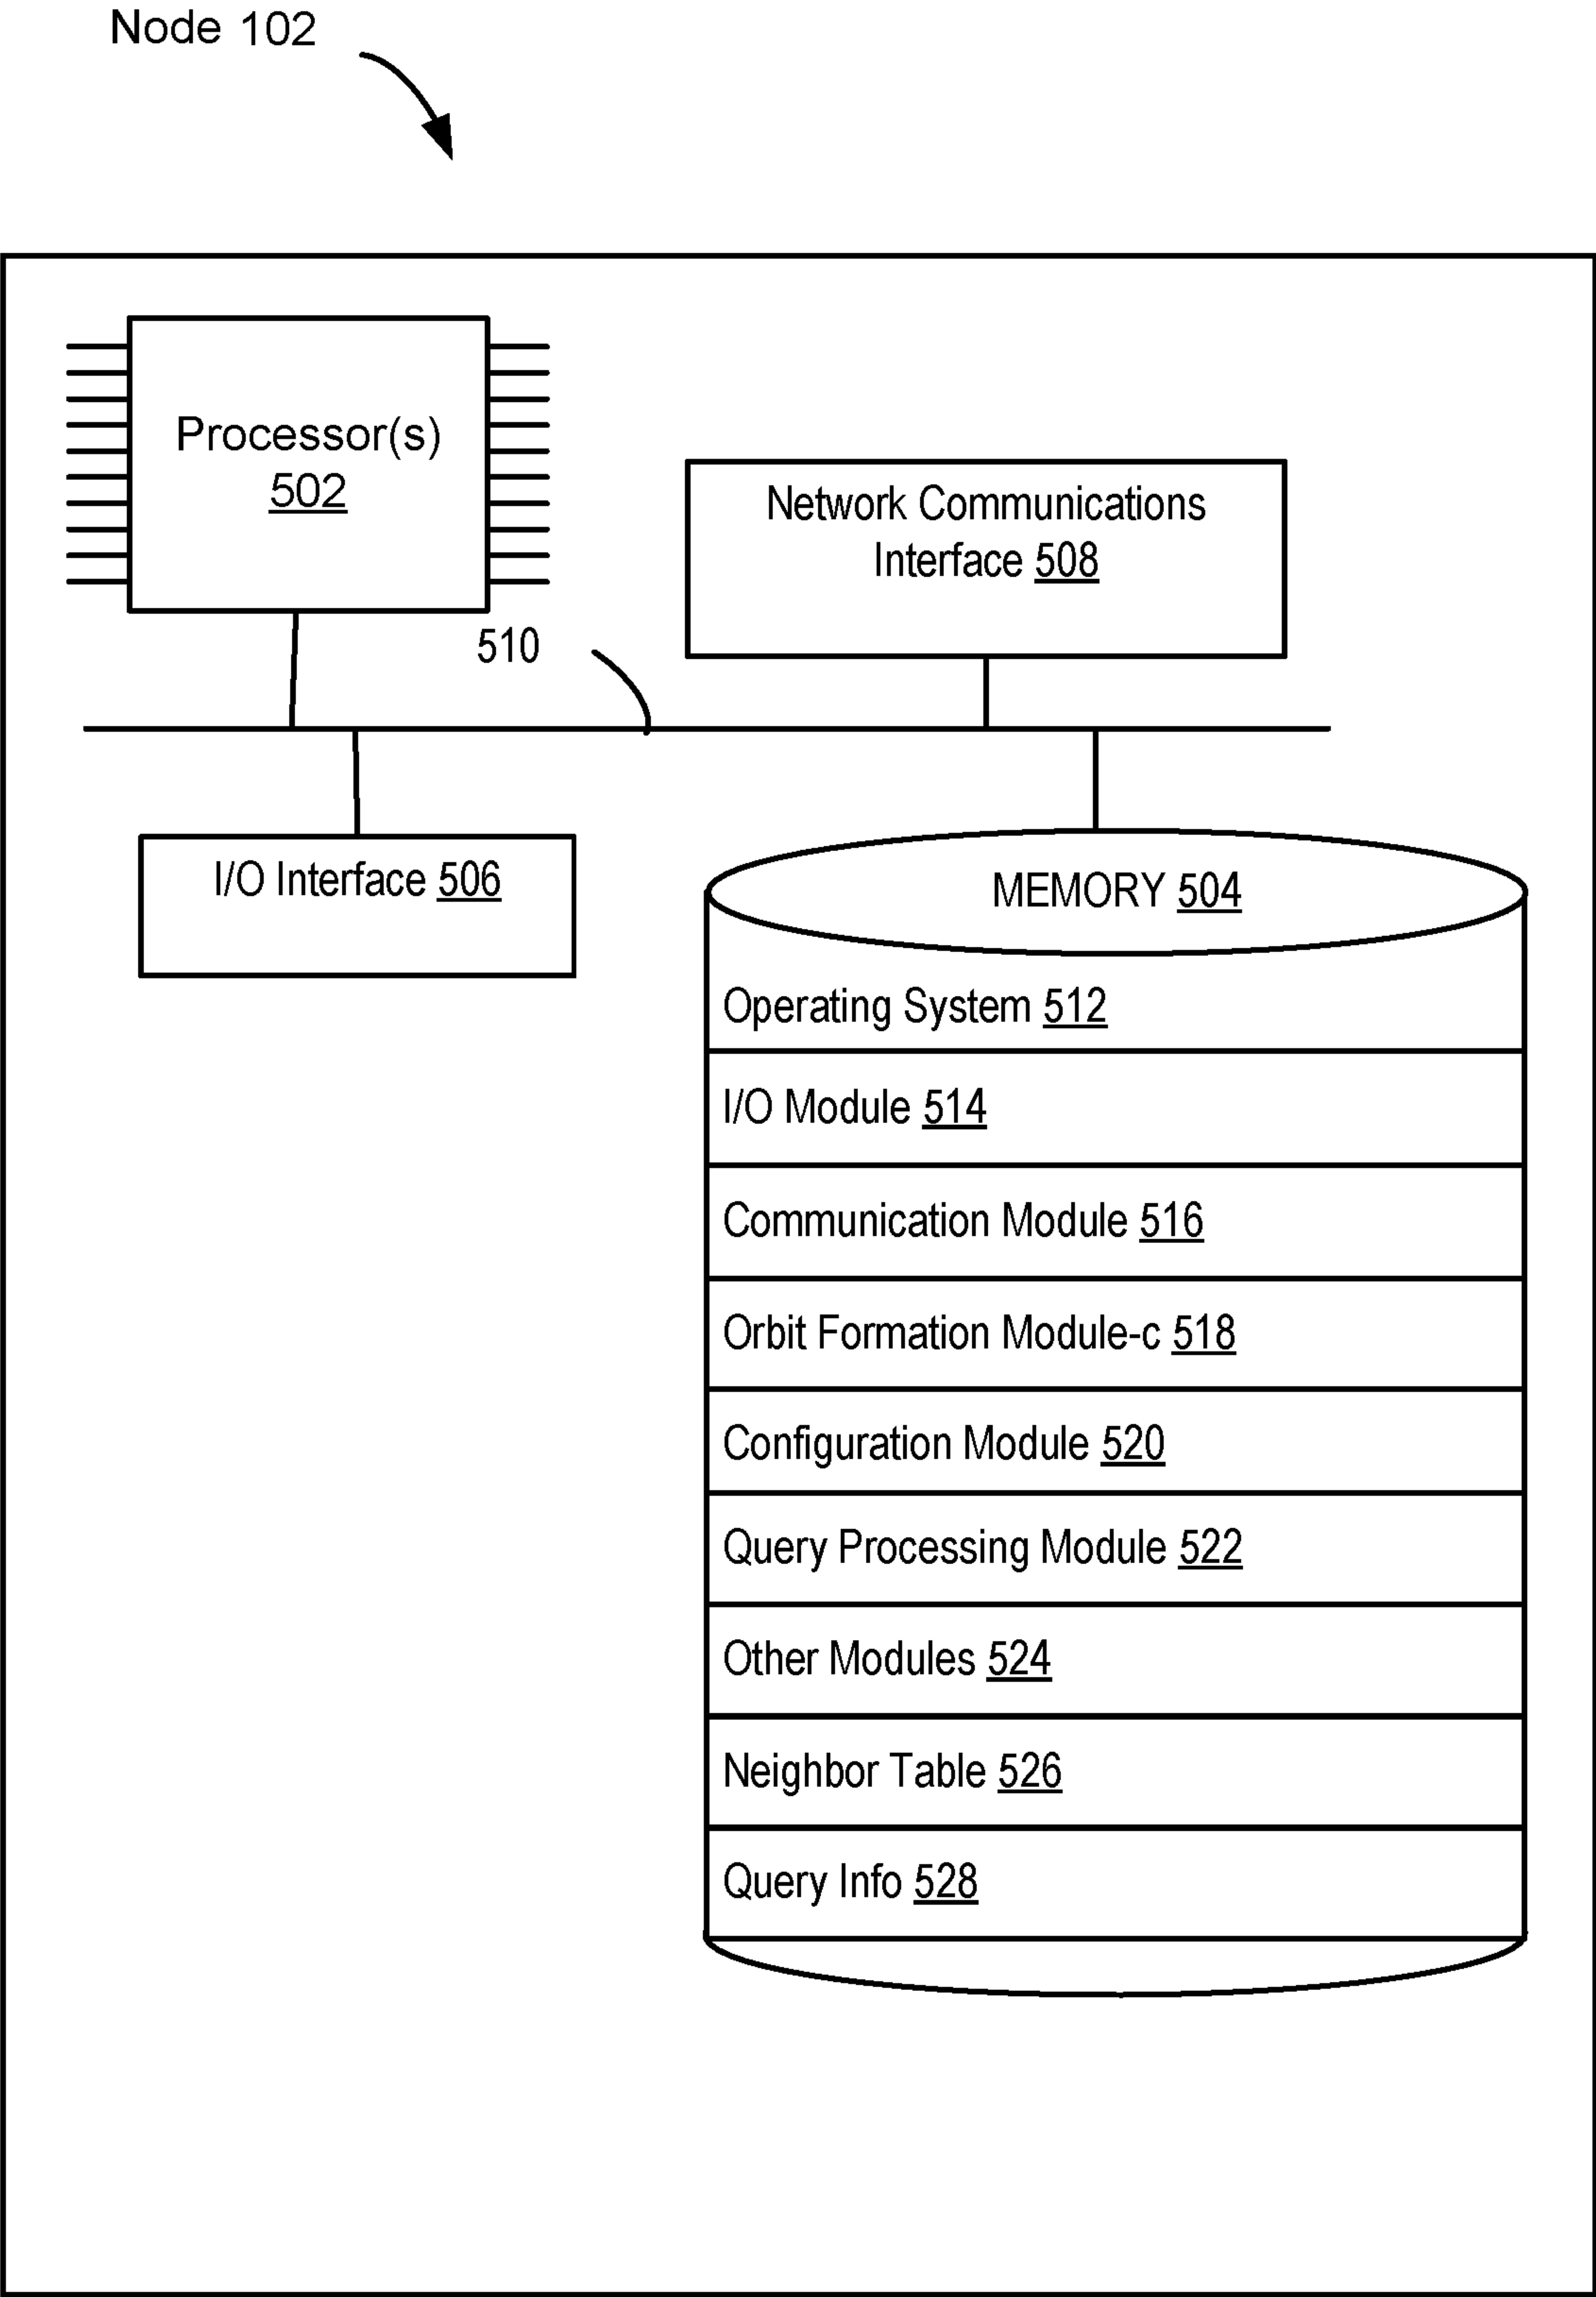 Node 102
Processor(s)
502
Network Communications
Interface 508
510
I/O Interface 506
MEMORY 504
Operating System 512
I/O Module 514
Communication Module 516
Orbit Formation Module-c 518
Configuration Module 520
Query Processing Module 522
Other Modules 524
Neighbor Table 526
Query Info 528